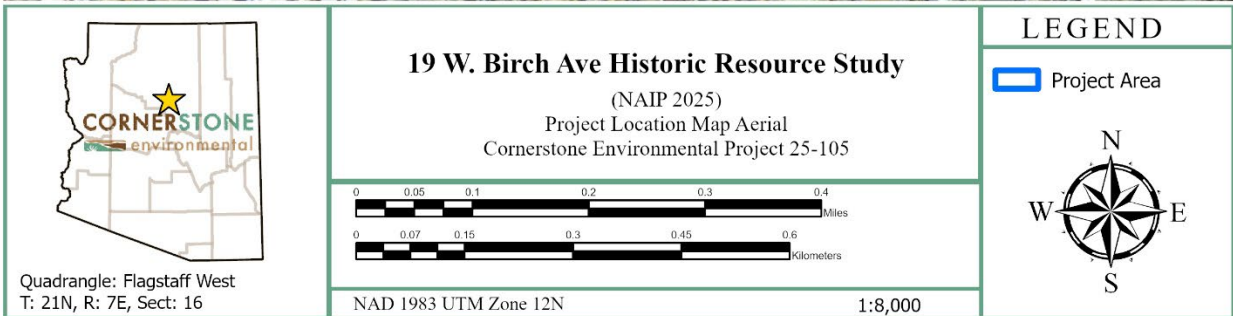 CORNERSTONE
environmental
Quadrangle: Flagstaff West
T: 21N, R: 7E, Sect: 16
19 W. Birch Ave Historic Resource Study
(NAIP 2025)
Project Location Map Aerial
Cornerstone Environmental Project 25-105
0 0.05 0.1 0.2 0.3 0.4
Miles
0 0.07 0.15 0.3 0.45 0.6
Kilometers
NAD 1983 UTM Zone 12N 1:8,000
LEGEND
Project Area
N
W E
S